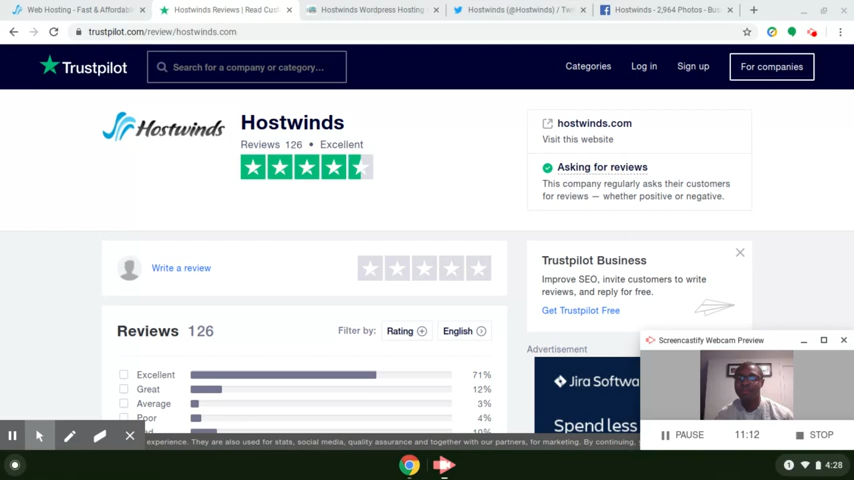 Web Hosting - Fast & Affordabl
Hostwinds Reviews | Read Cust
Hostwinds Wordpress Hosting
Hostwinds (@Hostwinds) / Twi
Hostwinds - 2,964 Photos - Bus
trustpilot.com/review/hostwinds.com
Trustpilot
Search for a company or category...
Categories
Log in
Sign up
For companies
Hostwinds
Hostwinds
Reviews 126 • Excellent
hostwinds.com
Visit this website
Asking for reviews
This company regularly asks their customers
for reviews — whether positive or negative.
Write a review
Trustpilot Business
Improve SEO, invite customers to write
reviews, and reply for free.
Get Trustpilot Free
Reviews 126
Filter by:
Rating
English
Advertisement
Excellent 71%
Great 12%
Average 3%
Poor 4%
10%
Jira Softwa
Spend less
Screencastify Webcam Preview
PAUSE
11:12
STOP
experience. They are also used for stats, social media, quality assurance and together with our partners, for marketing. By continuing,
1
4:28